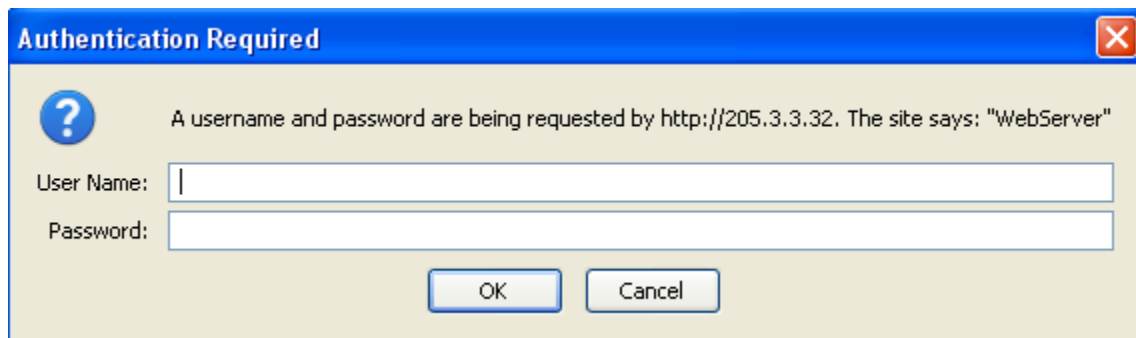 Authentication Required
A username and password are being requested by http://205.3.3.32. The site says: "WebServer"
User Name:
Password:
OK
Cancel